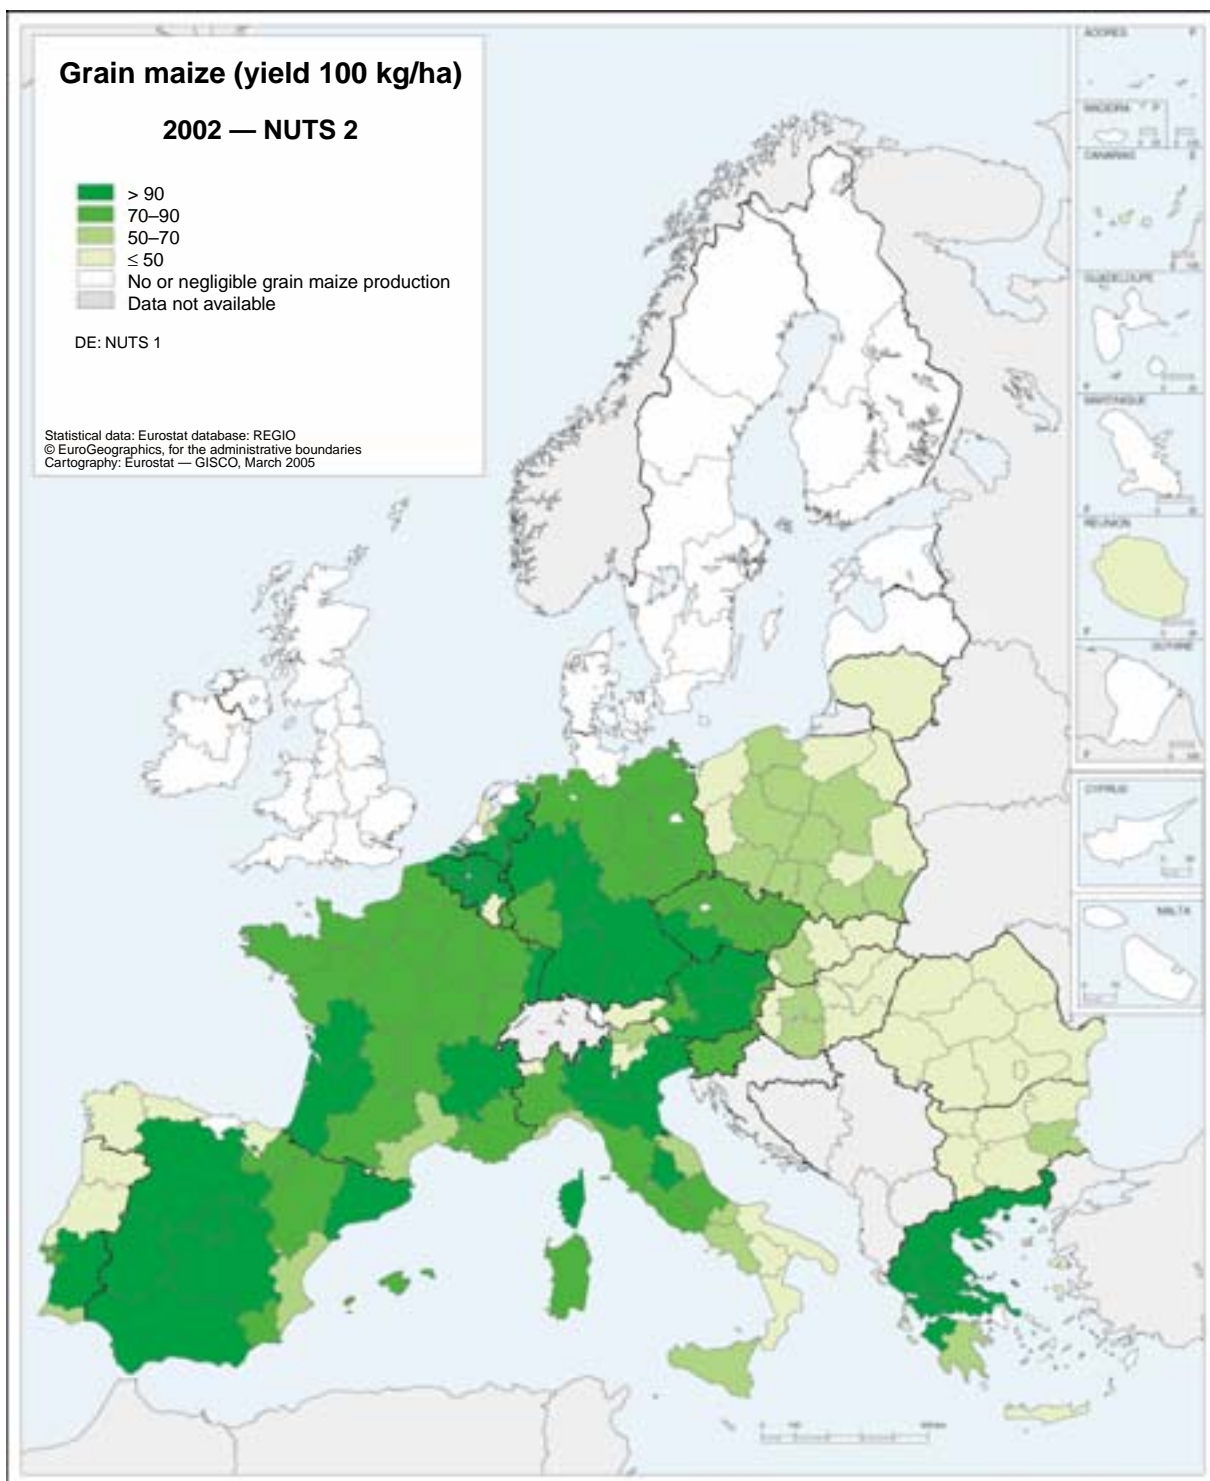 Grain maize (yield 100 kg/ha)
2002 — NUTS 2
> 90
70–90
50–70
≤ 50
No or negligible grain maize production
Data not available
DE: NUTS 1
Statistical data: Eurostat database: REGIO
© EuroGeographics, for the administrative boundaries
Cartography: Eurostat — GISCO, March 2005
ACORES P
MADEIRA P
CANARIAS E
GUADELOUPE
F
MARTINIQUE
F
REUNION
F
GUYANE
F
CYPRUS
MALTA